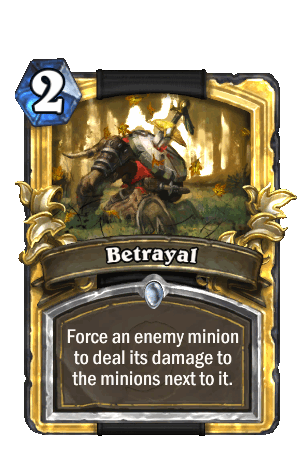 2
Betrayal
Force an enemy minion
to deal its damage to
the minions next to it.